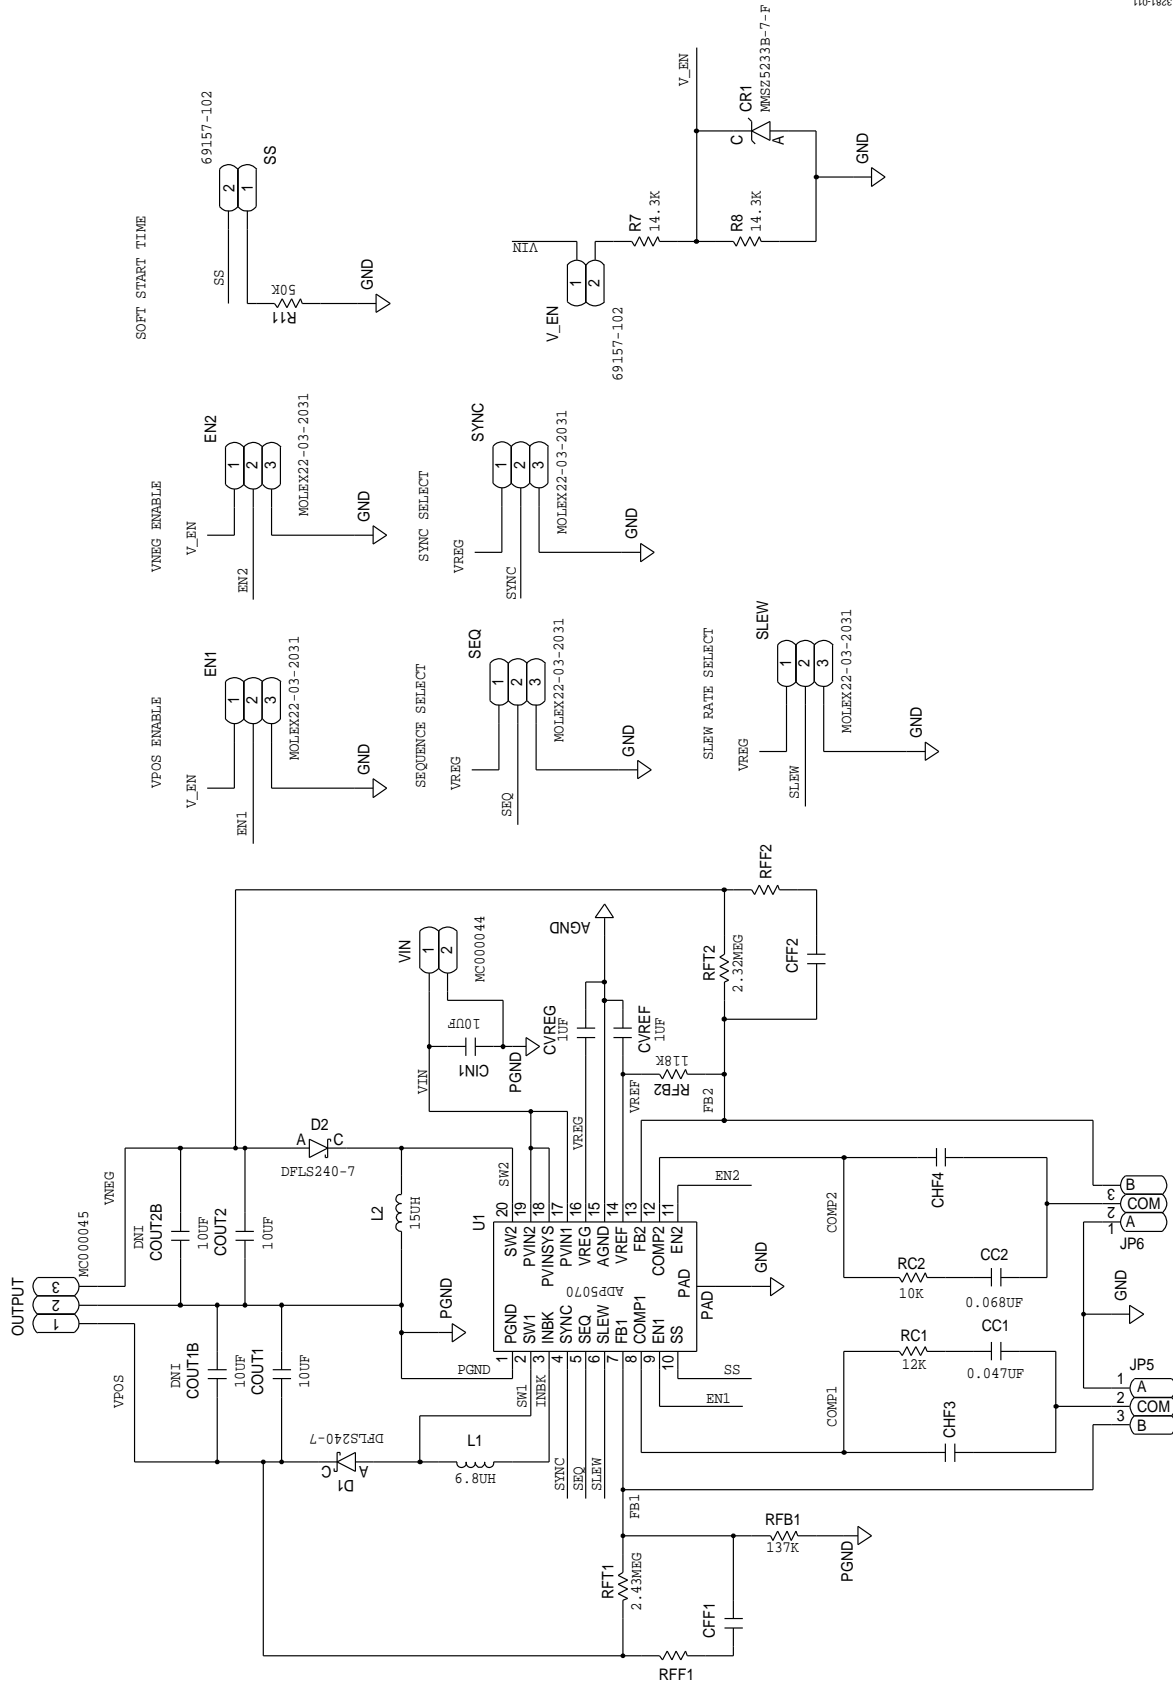 3281-011
SOFT START TIME
69157-102
2
1
SS
SS
50K
R11
GND
V_EN
CR1
MMSZ5233B-7-F
C
A
R7
14.3K
R8
14.3K
GND
VIN
1
2
V_EN
69157-102
VNEG ENABLE
V_EN
EN2
1
2
3
EN2
MOLEX22-03-2031
GND
SYNC SELECT
VREG
SYNC
1
2
3
SYNC
MOLEX22-03-2031
GND
VPOS ENABLE
V_EN
EN1
1
2
3
EN1
MOLEX22-03-2031
GND
SEQUENCE SELECT
VREG
SEQ
1
2
3
SEQ
MOLEX22-03-2031
GND
SLEW RATE SELECT
VREG
SLEW
1
2
3
SLEW
MOLEX22-03-2031
GND
OUTPUT
3
2
1
MC000045
VNEG
VPOS
DNI
COUT2B
10UF
COUT2
10UF
DNI
COUT1B
10UF
COUT1
10UF
D2
A
C
DFLS240-7
D1
A
C
DFLS240-7
L2
15UH
L1
6.8UH
PGND
PGND
SW2
SW1
INBK
VIN
1
2
MC000044
VIN
10UF
CIN1
PGND
CVREG
1UF
CVREF
1UF
AGND
VREG
VREF
118K
RFB2
FB2
RFT2
2.32MEG
RFF2
CFF2
U1
ADP5070
20 SW2
19 PVIN2
18 PVINSYS
17 PVIN1
16 VREG
15 AGND
14 VREF
13 FB2
12 COMP2
11 EN2
1 PGND
2 SW1
3 INBK
4 SYNC
5 SEQ
6 SLEW
7 FB1
8 COMP1
9 EN1
10 SS
PAD
PAD
GND
SYNC
SEQ
SLEW
EN2
SS
EN1
FB1
COMP2
CHF4
RC2
10K
CC2
0.068UF
COMP1
RC1
12K
CC1
0.047UF
CHF3
GND
B
COM
A
3
2
1
JP6
JP5
1
2
3
A
COM
B
RFT1
2.43MEG
RFB1
137K
CFF1
RFF1
PGND